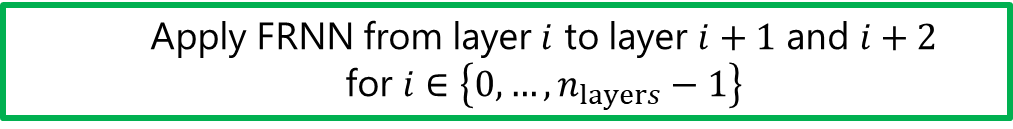 Apply FRNN from layer i to layer i + 1 and i + 2
for i ∈ {0, …, n_layers − 1}